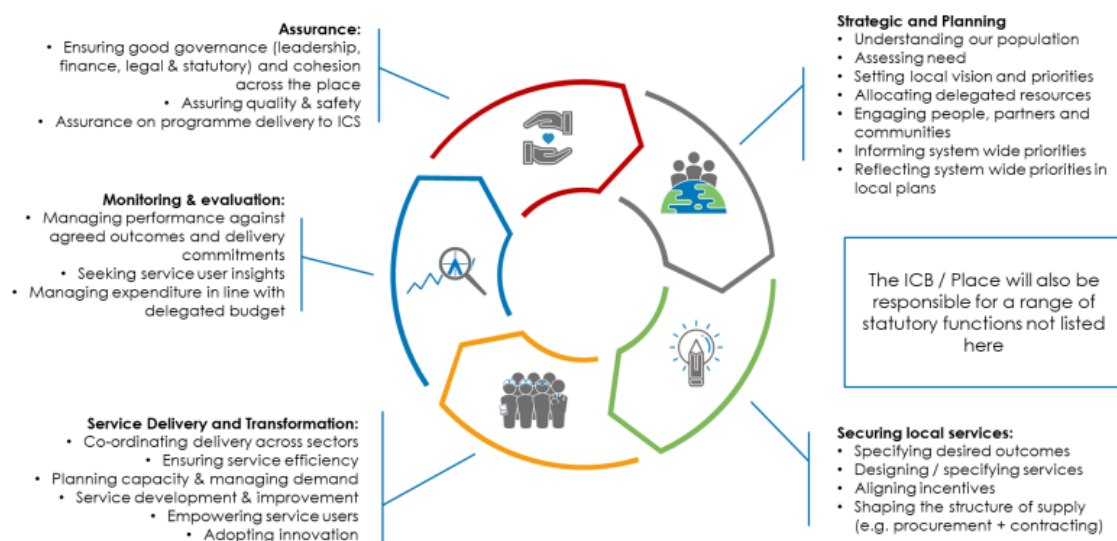 Assurance:
• Ensuring good governance (leadership,
finance, legal & statutory) and cohesion
across the place
• Assuring quality & safety
• Assurance on programme delivery to ICS
Strategic and Planning
• Understanding our population
• Assessing need
• Setting local vision and priorities
• Allocating delegated resources
• Engaging people, partners and
communities
• Informing system wide priorities
• Reflecting system wide priorities in
local plans
Monitoring & evaluation:
• Managing performance against
agreed outcomes and delivery
commitments
• Seeking service user insights
• Managing expenditure in line with
delegated budget
The ICB / Place will also be
responsible for a range of
statutory functions not listed
here
Service Delivery and Transformation:
• Co-ordinating delivery across sectors
• Ensuring service efficiency
• Planning capacity & managing demand
• Service development & improvement
• Empowering service users
• Adopting innovation
Securing local services:
• Specifying desired outcomes
• Designing / specifying services
• Aligning incentives
• Shaping the structure of supply
(e.g. procurement + contracting)